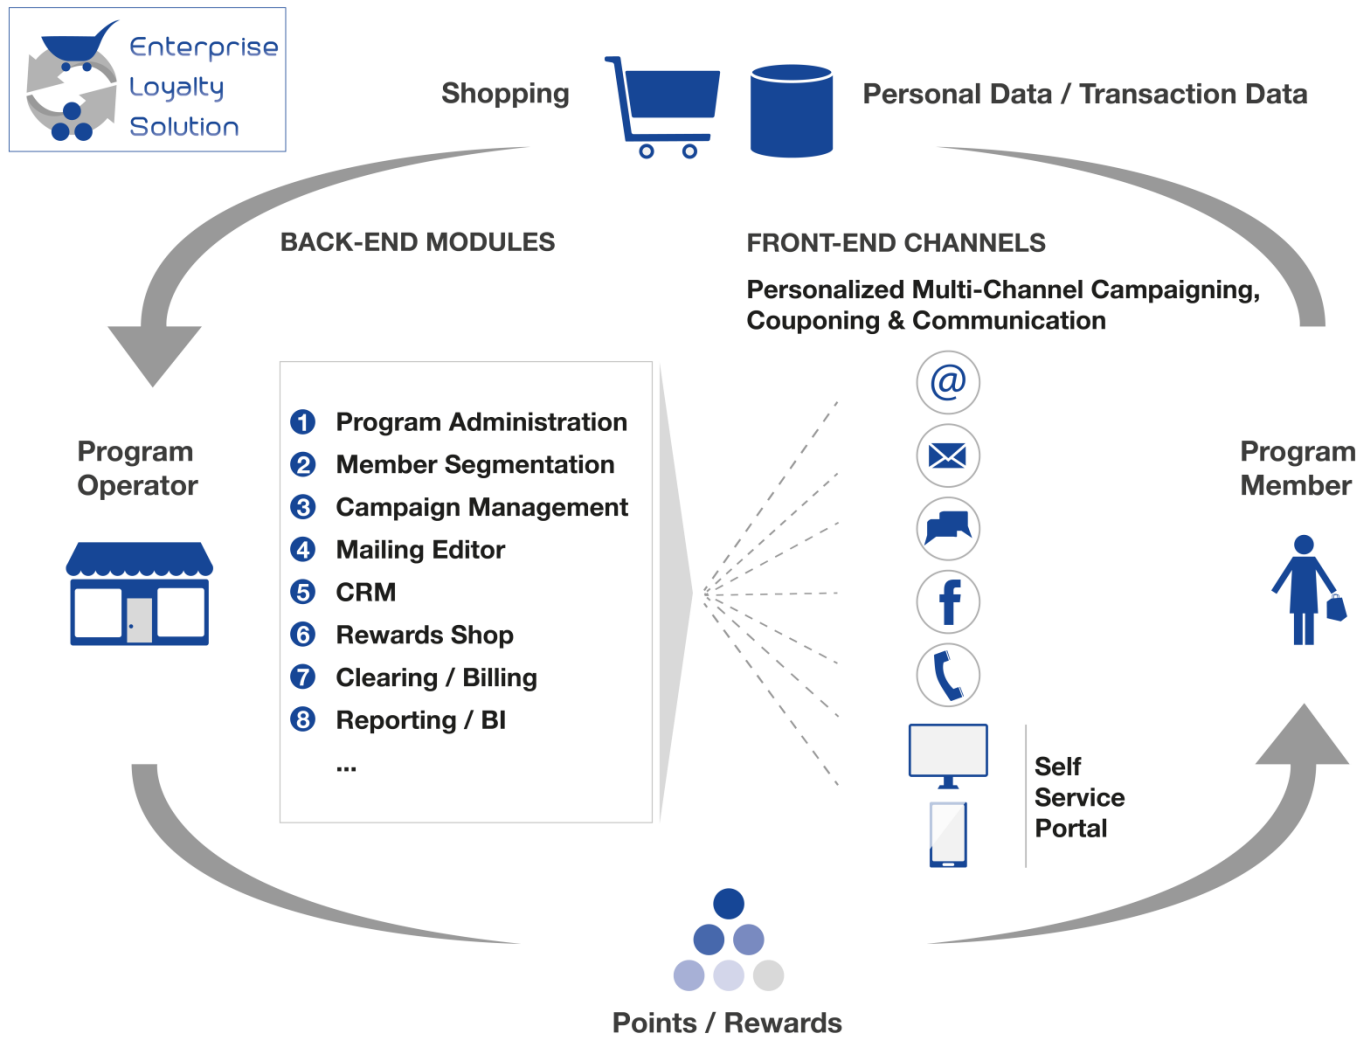 Enterprise
Loyalty
Solution
Shopping
Personal Data / Transaction Data
BACK-END MODULES
FRONT-END CHANNELS
Personalized Multi-Channel Campaigning,
Couponing & Communication
Program
Operator
1 Program Administration
2 Member Segmentation
3 Campaign Management
4 Mailing Editor
5 CRM
6 Rewards Shop
7 Clearing / Billing
8 Reporting / BI
...
@
f
Self
Service
Portal
Program
Member
Points / Rewards